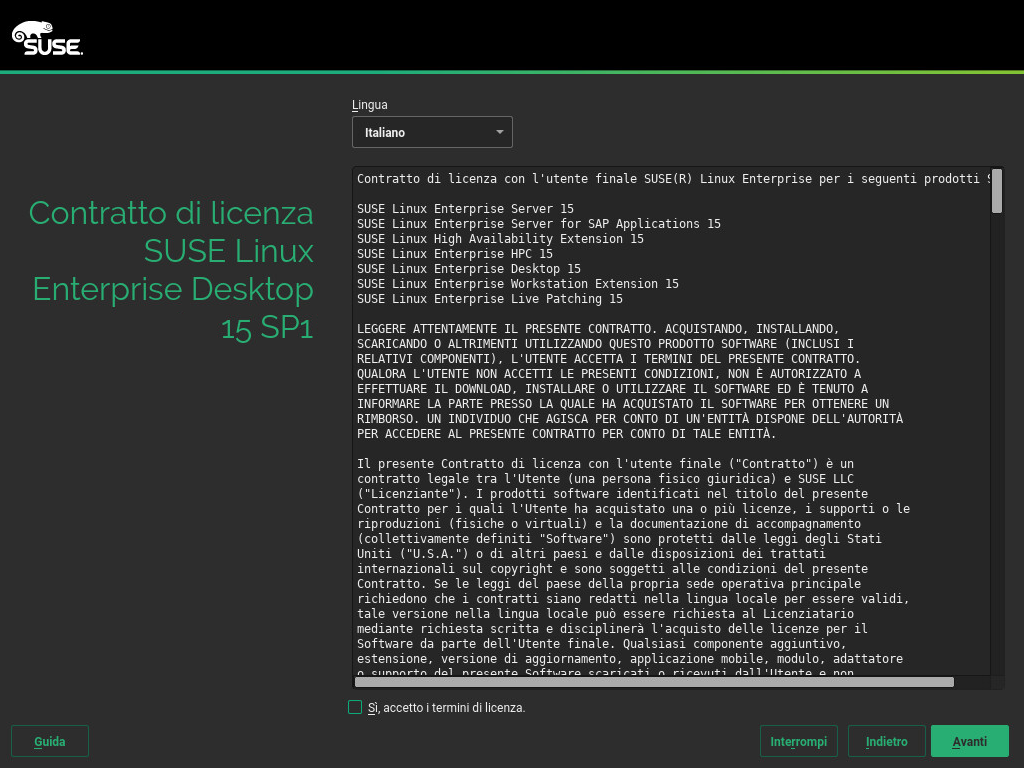 SUSE.
Lingua
Italiano
Contratto di licenza
SUSE Linux
Enterprise Desktop
15 SP1
Contratto di licenza con l'utente finale SUSE(R) Linux Enterprise per i seguenti prodotti
SUSE Linux Enterprise Server 15
SUSE Linux Enterprise Server for SAP Applications 15
SUSE Linux High Availability Extension 15
SUSE Linux Enterprise HPC 15
SUSE Linux Enterprise Desktop 15
SUSE Linux Enterprise Workstation Extension 15
SUSE Linux Enterprise Live Patching 15
LEGGERE ATTENTAMENTE IL PRESENTE CONTRATTO. ACQUISTANDO, INSTALLANDO,
SCARICANDO O ALTRIMENTI UTILIZZANDO QUESTO PRODOTTO SOFTWARE (INCLUSI I
RELATIVI COMPONENTI), L'UTENTE ACCETTA I TERMINI DEL PRESENTE CONTRATTO.
QUALORA L'UTENTE NON ACCETTI LE PRESENTI CONDIZIONI, NON È AUTORIZZATO A
EFFETTUARE IL DOWNLOAD, INSTALLARE O UTILIZZARE IL SOFTWARE ED È TENUTO A
INFORMARE LA PARTE PRESSO LA QUALE HA ACQUISTATO IL SOFTWARE PER OTTENERE UN
RIMBORSO. UN INDIVIDUO CHE AGISCA PER CONTO DI UN'ENTITÀ DISPONE DELL'AUTORITÀ
PER ACCEDERE AL PRESENTE CONTRATTO PER CONTO DI TALE ENTITÀ.
Il presente Contratto di licenza con l'utente finale ("Contratto") è un
contratto legale tra l'Utente (una persona fisico giuridica) e SUSE LLC
("Licenziante"). I prodotti software identificati nel titolo del presente
Contratto per i quali l'Utente ha acquistato una o più licenze, i supporti o le
riproduzioni (fisiche o virtuali) e la documentazione di accompagnamento
(collettivamente definiti "Software") sono protetti dalle leggi degli Stati
Uniti ("U.S.A.") o di altri paesi e dalle disposizioni dei trattati
internazionali sul copyright e sono soggetti alle condizioni del presente
Contratto. Se le leggi del paese della propria sede operativa principale
richiedono che i contratti siano redatti nella lingua locale per essere validi,
tale versione nella lingua locale può essere richiesta al Licenziatario
mediante richiesta scritta e disciplinerà l'acquisto delle licenze per il
Software da parte dell'Utente finale. Qualsiasi componente aggiuntivo,
estensione, versione di aggiornamento, applicazione mobile, modulo, adattatore
o supporto del presente Software scaricati o ricevuti dall'Utente e non
Sì, accetto i termini di licenza.
Guida
Interrompi
Indietro
Avanti